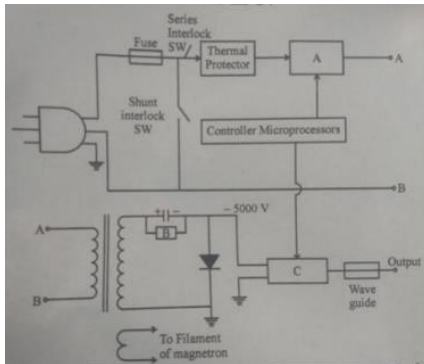 Series
Interlock
SW
Fuse
Thermal
Protector
A
A
Shunt
interlock
SW
Controller Microprocessors
B
+ −
− 5000 V
A
B
B
C
Output
Wave
guide
To Filament
of magnetron